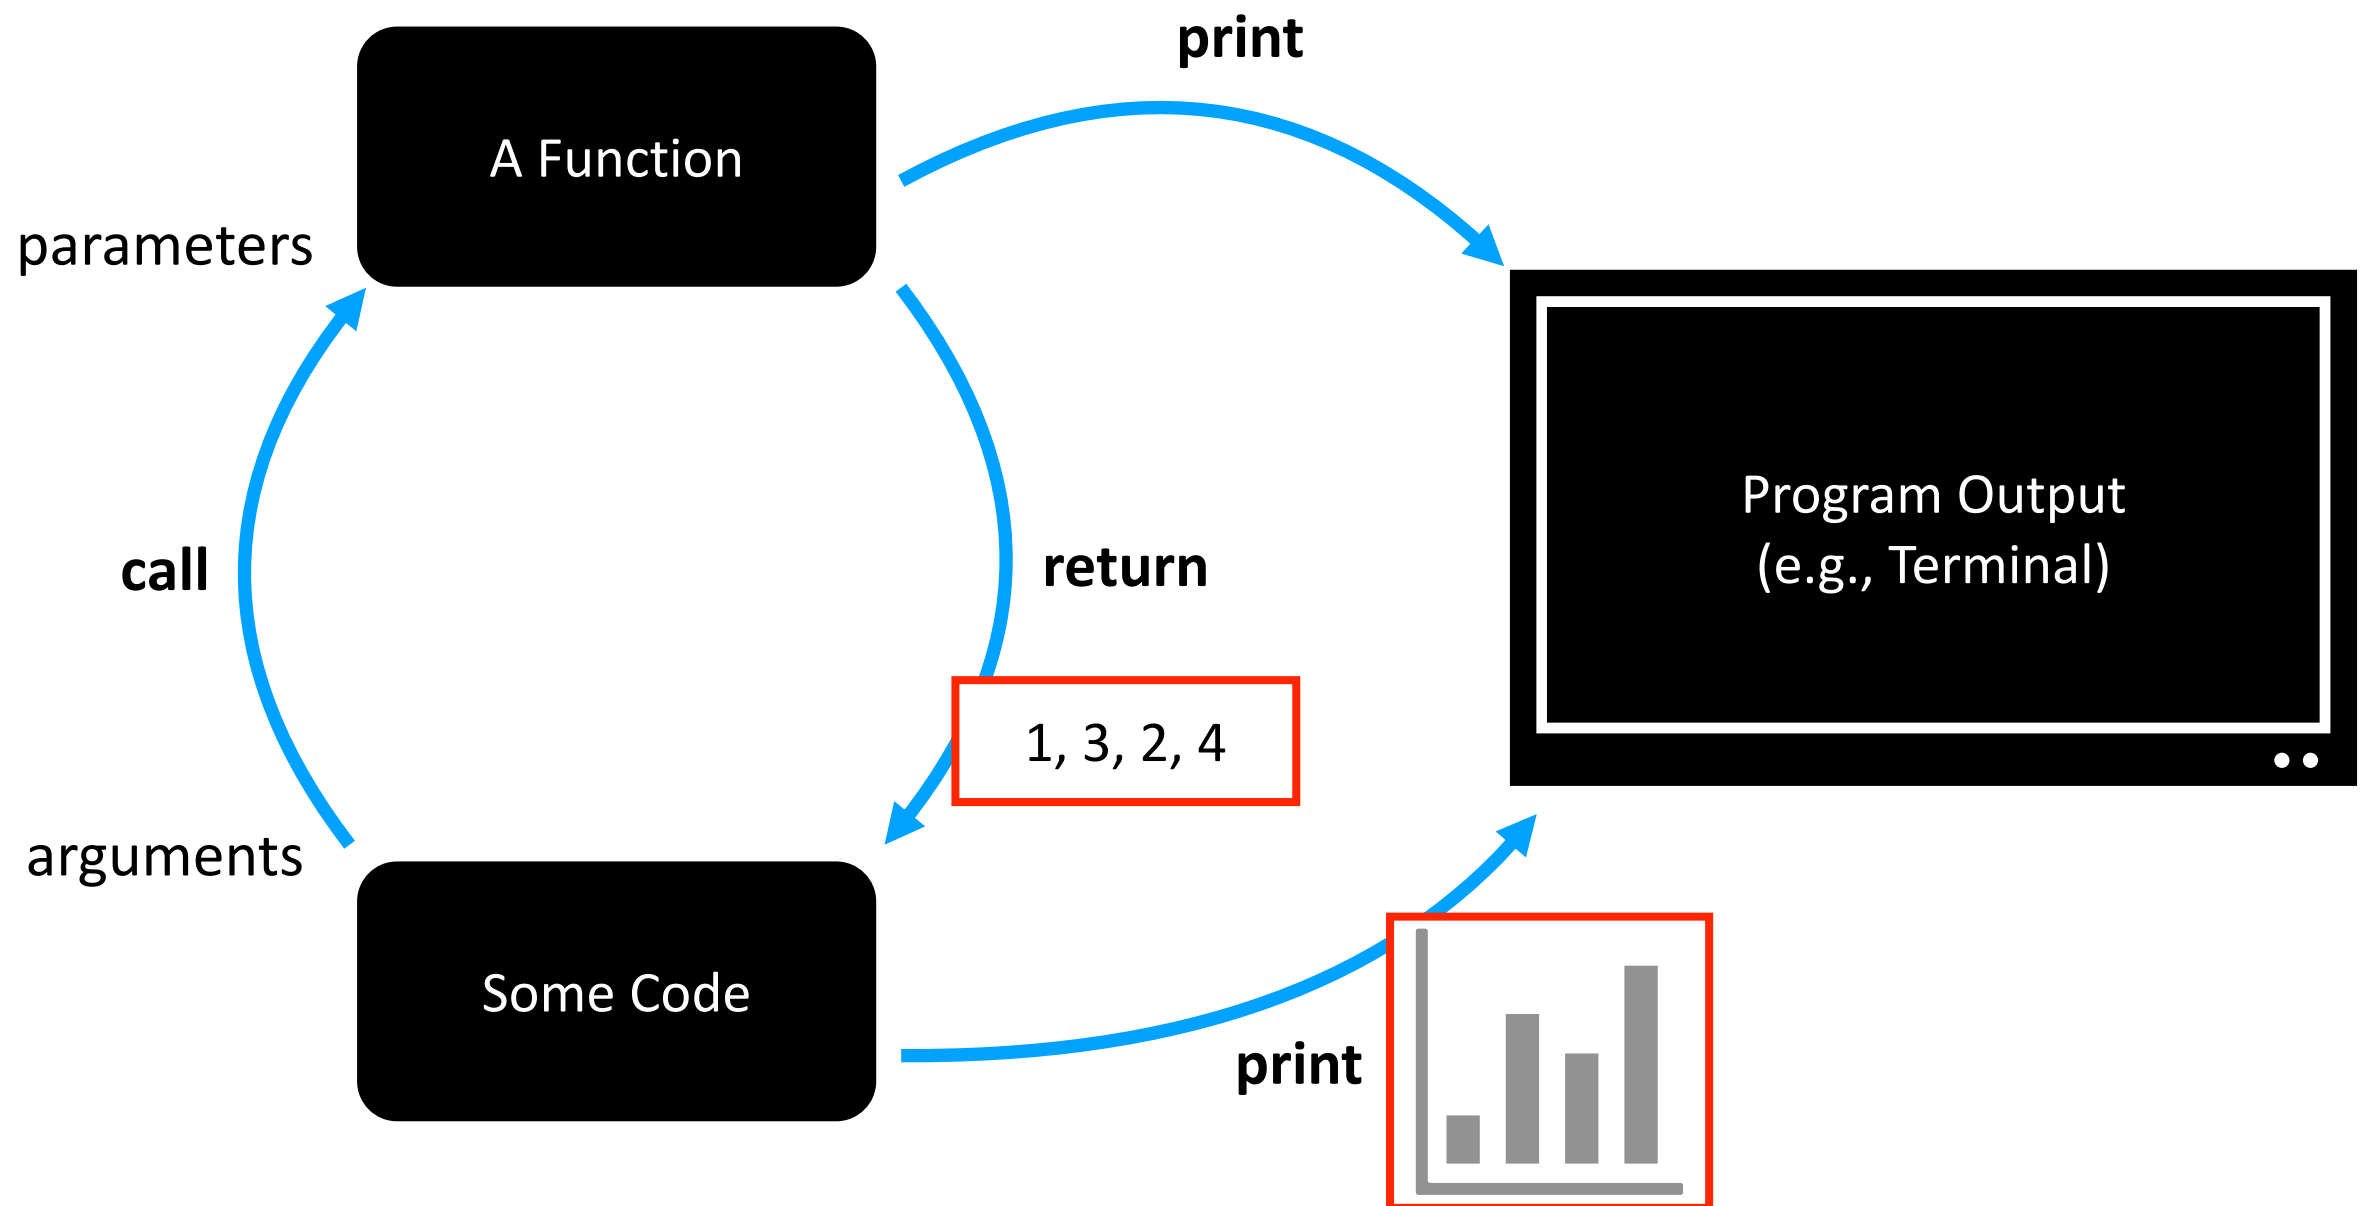 print
A Function
parameters
Program Output
(e.g., Terminal)
call
return
1, 3, 2, 4
arguments
Some Code
print